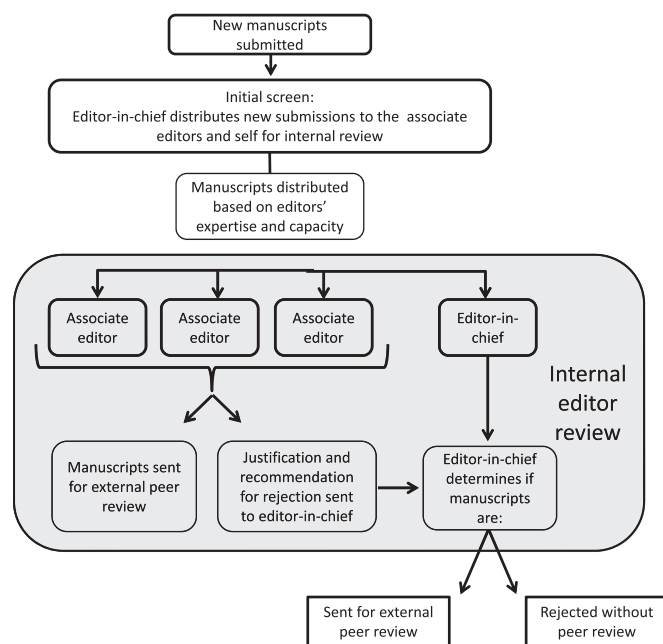 New manuscripts
submitted
Initial screen:
Editor-in-chief distributes new submissions to the associate
editors and self for internal review
Manuscripts distributed
based on editors'
expertise and capacity
Associate
editor
Associate
editor
Associate
editor
Editor-in-
chief
Internal
editor
review
Manuscripts sent
for external peer
review
Justification and
recommendation
for rejection sent
to editor-in-chief
Editor-in-chief
determines if
manuscripts
are:
Sent for external
peer review
Rejected without
peer review